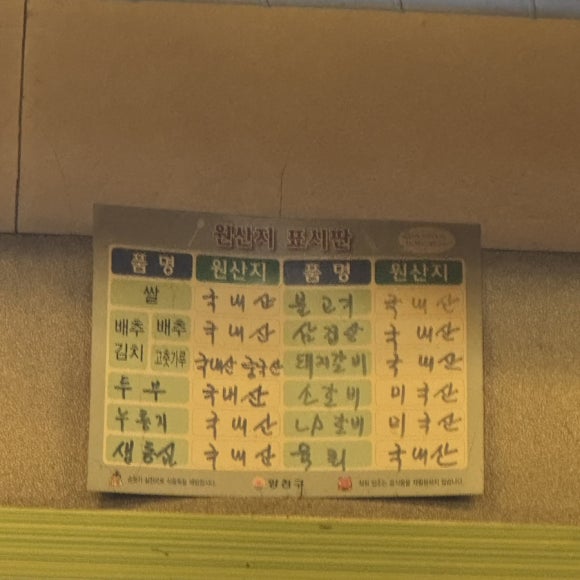 원산지 표시판
품명 원산지 품명 원산지
쌀 국내산 불고기 국내산
배추김치 배추 국내산 삼겹살 국내산
고춧가루 국내산 중국산 돼지갈비 국내산
두부 국내산 소갈비 미국산
누룽지 국내산 LA갈비 미국산
생등심 국내산 육회 국내산
양천구